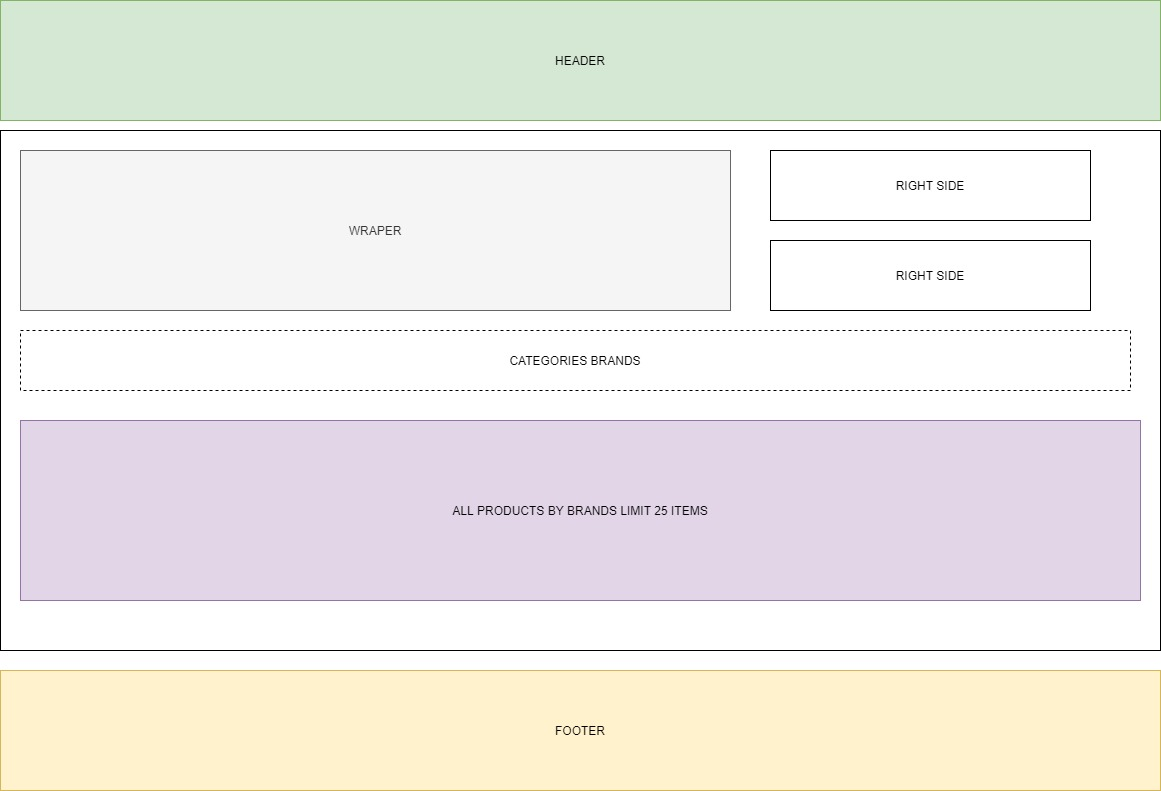 HEADER
WRAPER
RIGHT SIDE
RIGHT SIDE
CATEGORIES BRANDS
ALL PRODUCTS BY BRANDS LIMIT 25 ITEMS
FOOTER